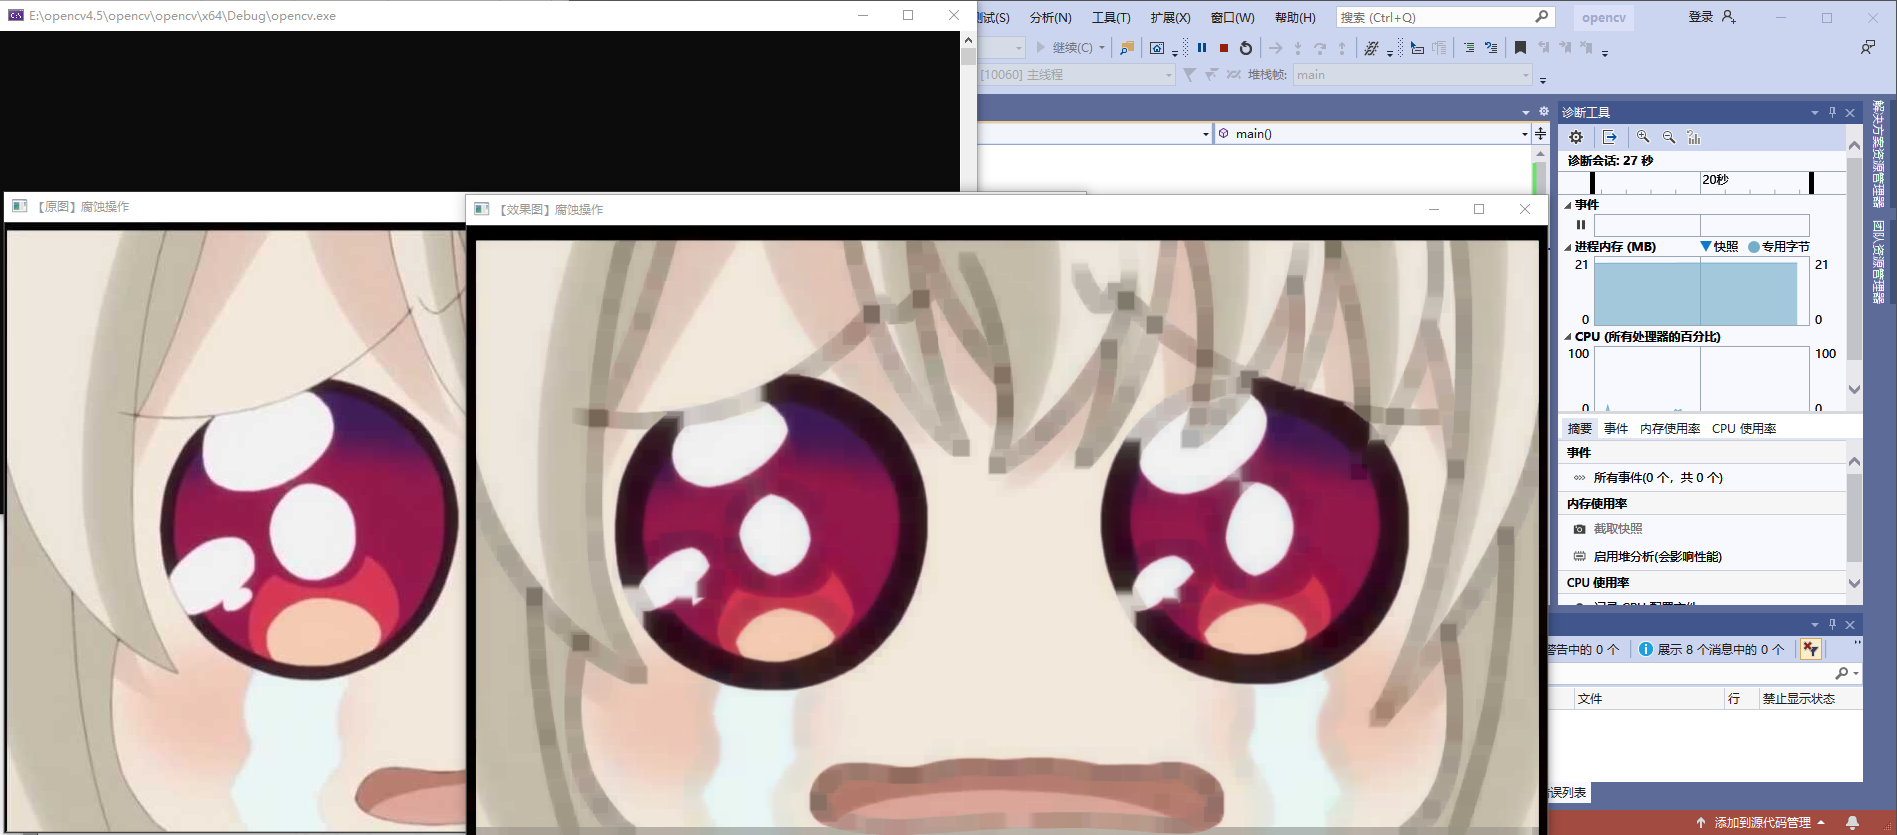 E:\opencv4.5\opencv\opencv\x64\Debug\opencv.exe
测试(S) 分析(N) 工具(T) 扩展(X) 窗口(W) 帮助(H) 搜索 (Ctrl+Q) opencv 登录
继续(C)
[10060] 主线程 堆栈帧: main
main()
【原图】腐蚀操作
【效果图】腐蚀操作
诊断工具
诊断会话: 27 秒
20秒
事件
进程内存 (MB) 快照 专用字节
21 21
0 0
CPU (所有处理器的百分比)
100 100
0 0
摘要 事件 内存使用率 CPU 使用率
事件
所有事件(0 个，共 0 个)
内存使用率
截取快照
启用堆分析(会影响性能)
CPU 使用率
解决方案资源管理器
团队资源管理器
警告中的 0 个 展示 8 个消息中的 0 个
文件 行 禁止显示状态
错误列表
添加到源代码管理